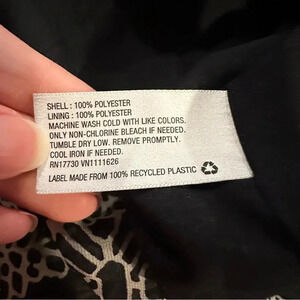 SHELL : 100% POLYESTER
LINING : 100% POLYESTER
MACHINE WASH COLD WITH LIKE COLORS.
ONLY NON-CHLORINE BLEACH IF NEEDED.
TUMBLE DRY LOW. REMOVE PROMPTLY.
COOL IRON IF NEEDED.
RN17730 VN1111626
LABEL MADE FROM 100% RECYCLED PLASTIC